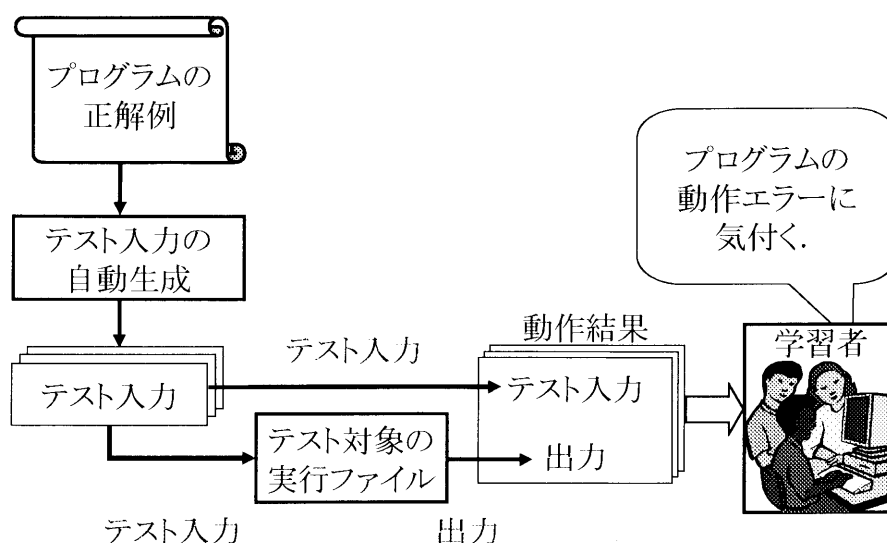 プログラムの
正解例
プログラムの
動作エラーに
気付く.
テスト入力の
自動生成
動作結果
学習者
テスト入力
テスト入力
テスト入力
テスト対象の
実行ファイル
出力
テスト入力
出力